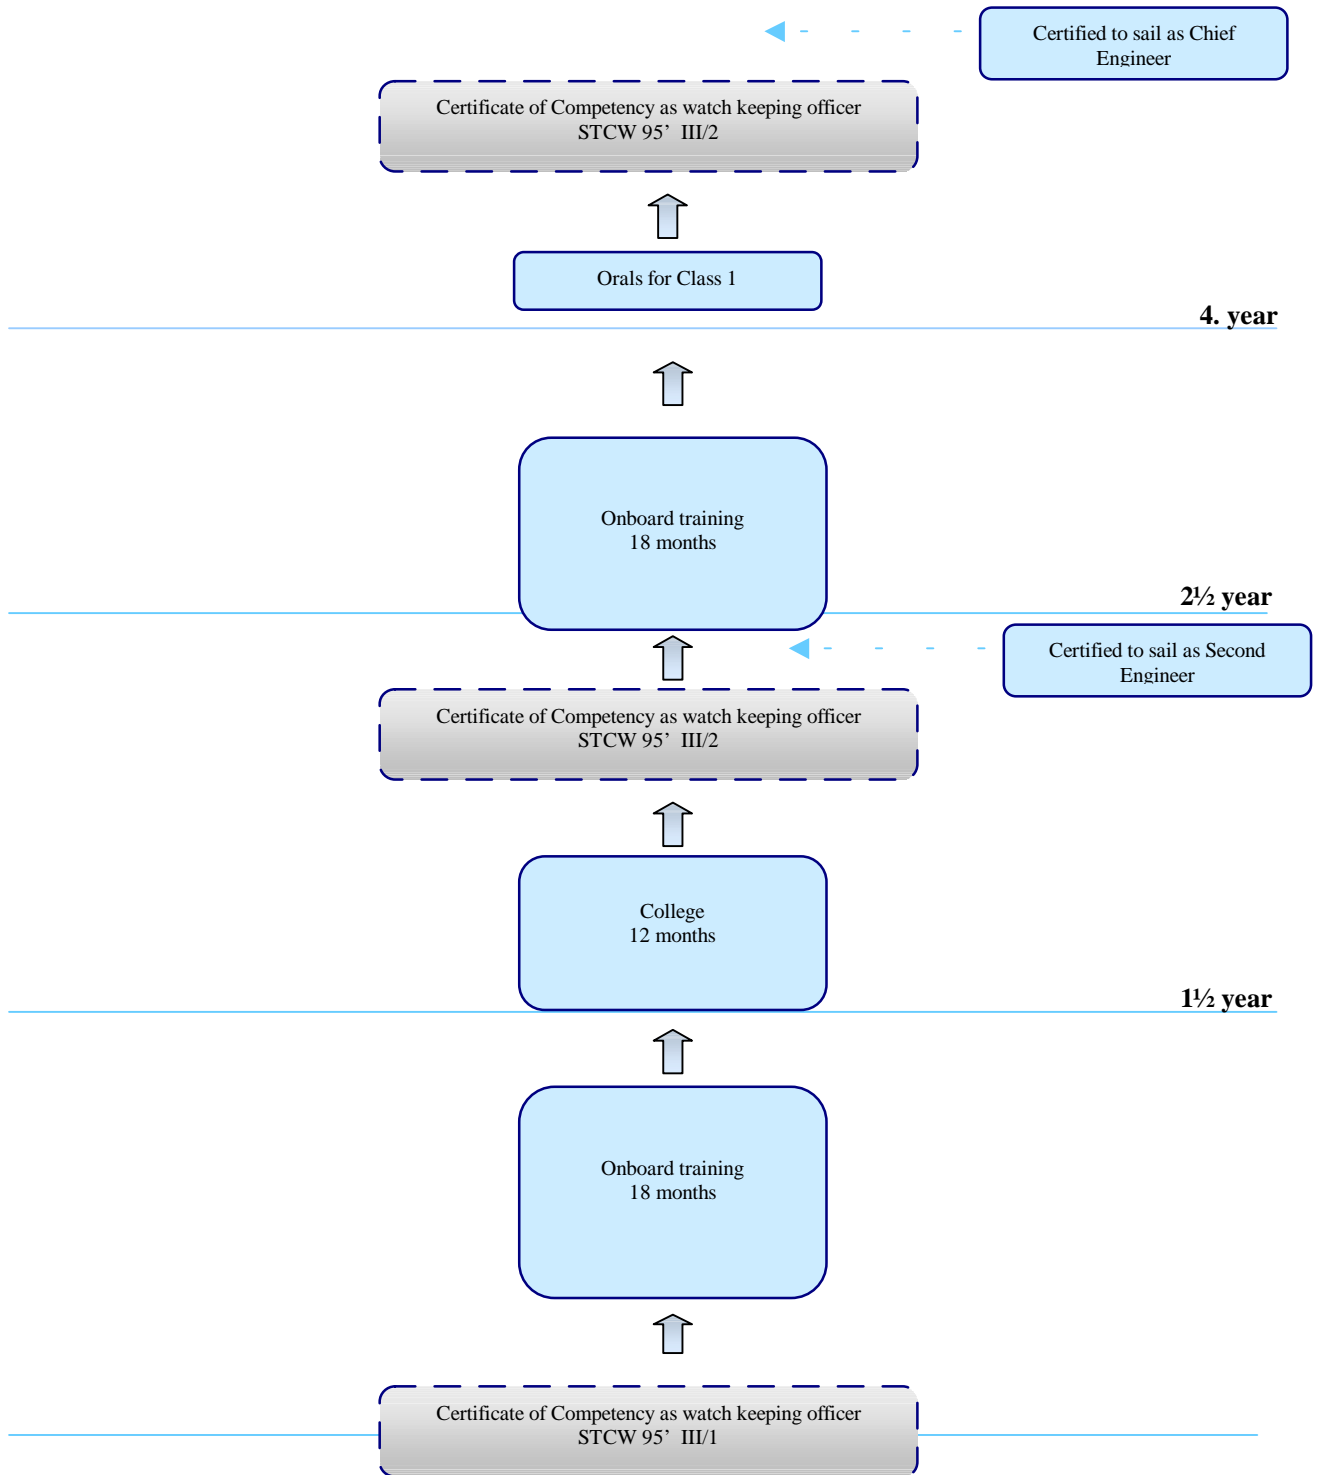 Certified to sail as Chief
Engineer
Certificate of Competency as watch keeping officer
STCW 95’ III/2
Orals for Class 1
4. year
Onboard training
18 months
2½ year
Certified to sail as Second
Engineer
Certificate of Competency as watch keeping officer
STCW 95’ III/2
College
12 months
1½ year
Onboard training
18 months
Certificate of Competency as watch keeping officer
STCW 95’ III/1